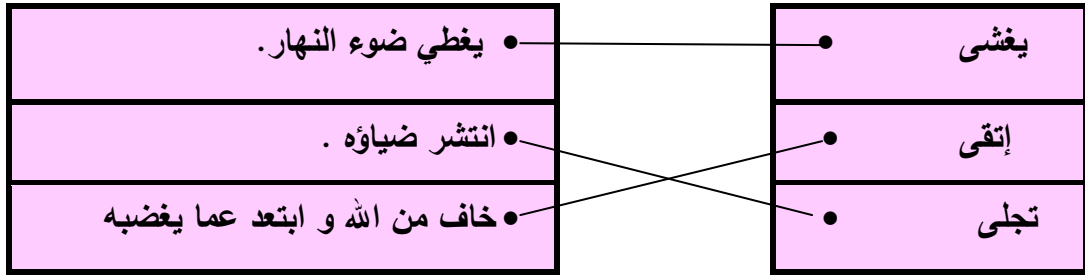 يغشى • • يغطي ضوء النهار.
إتقى • • انتشر ضياؤه .
تجلى • • خاف من الله و ابتعد عما يغضبه